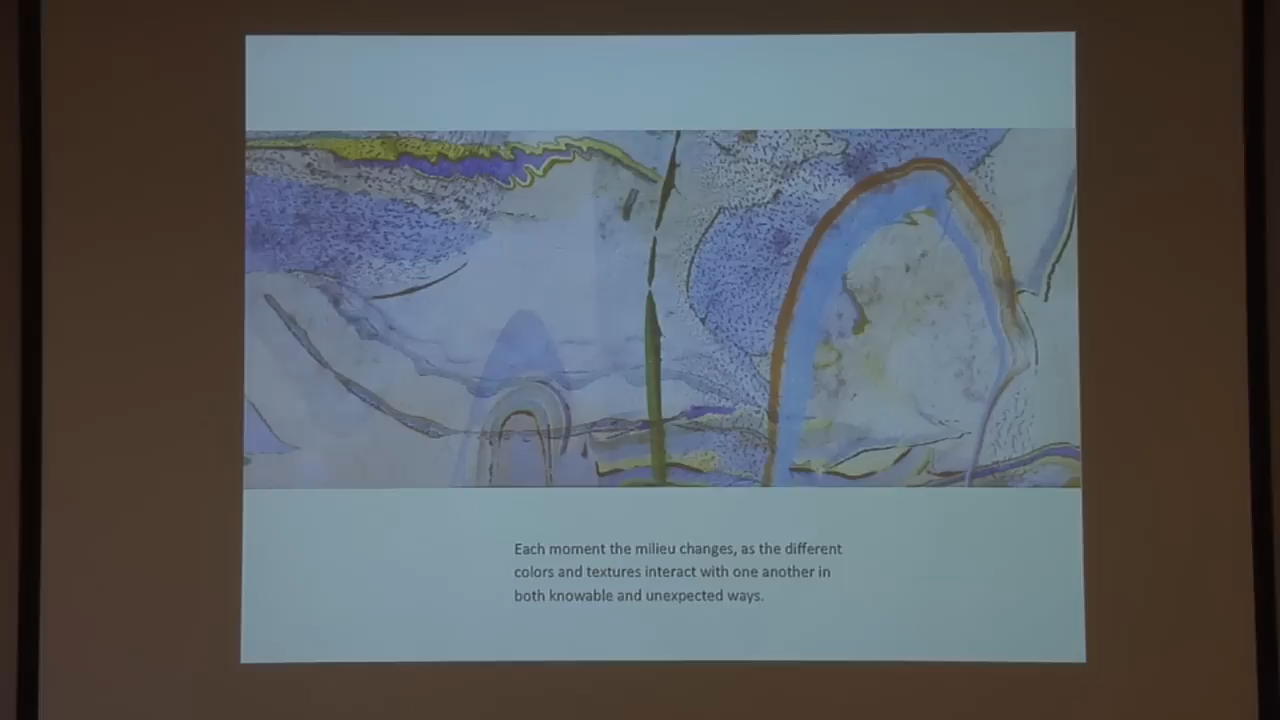 Each moment the milieu changes, as the different
colors and textures interact with one another in
both knowable and unexpected ways.